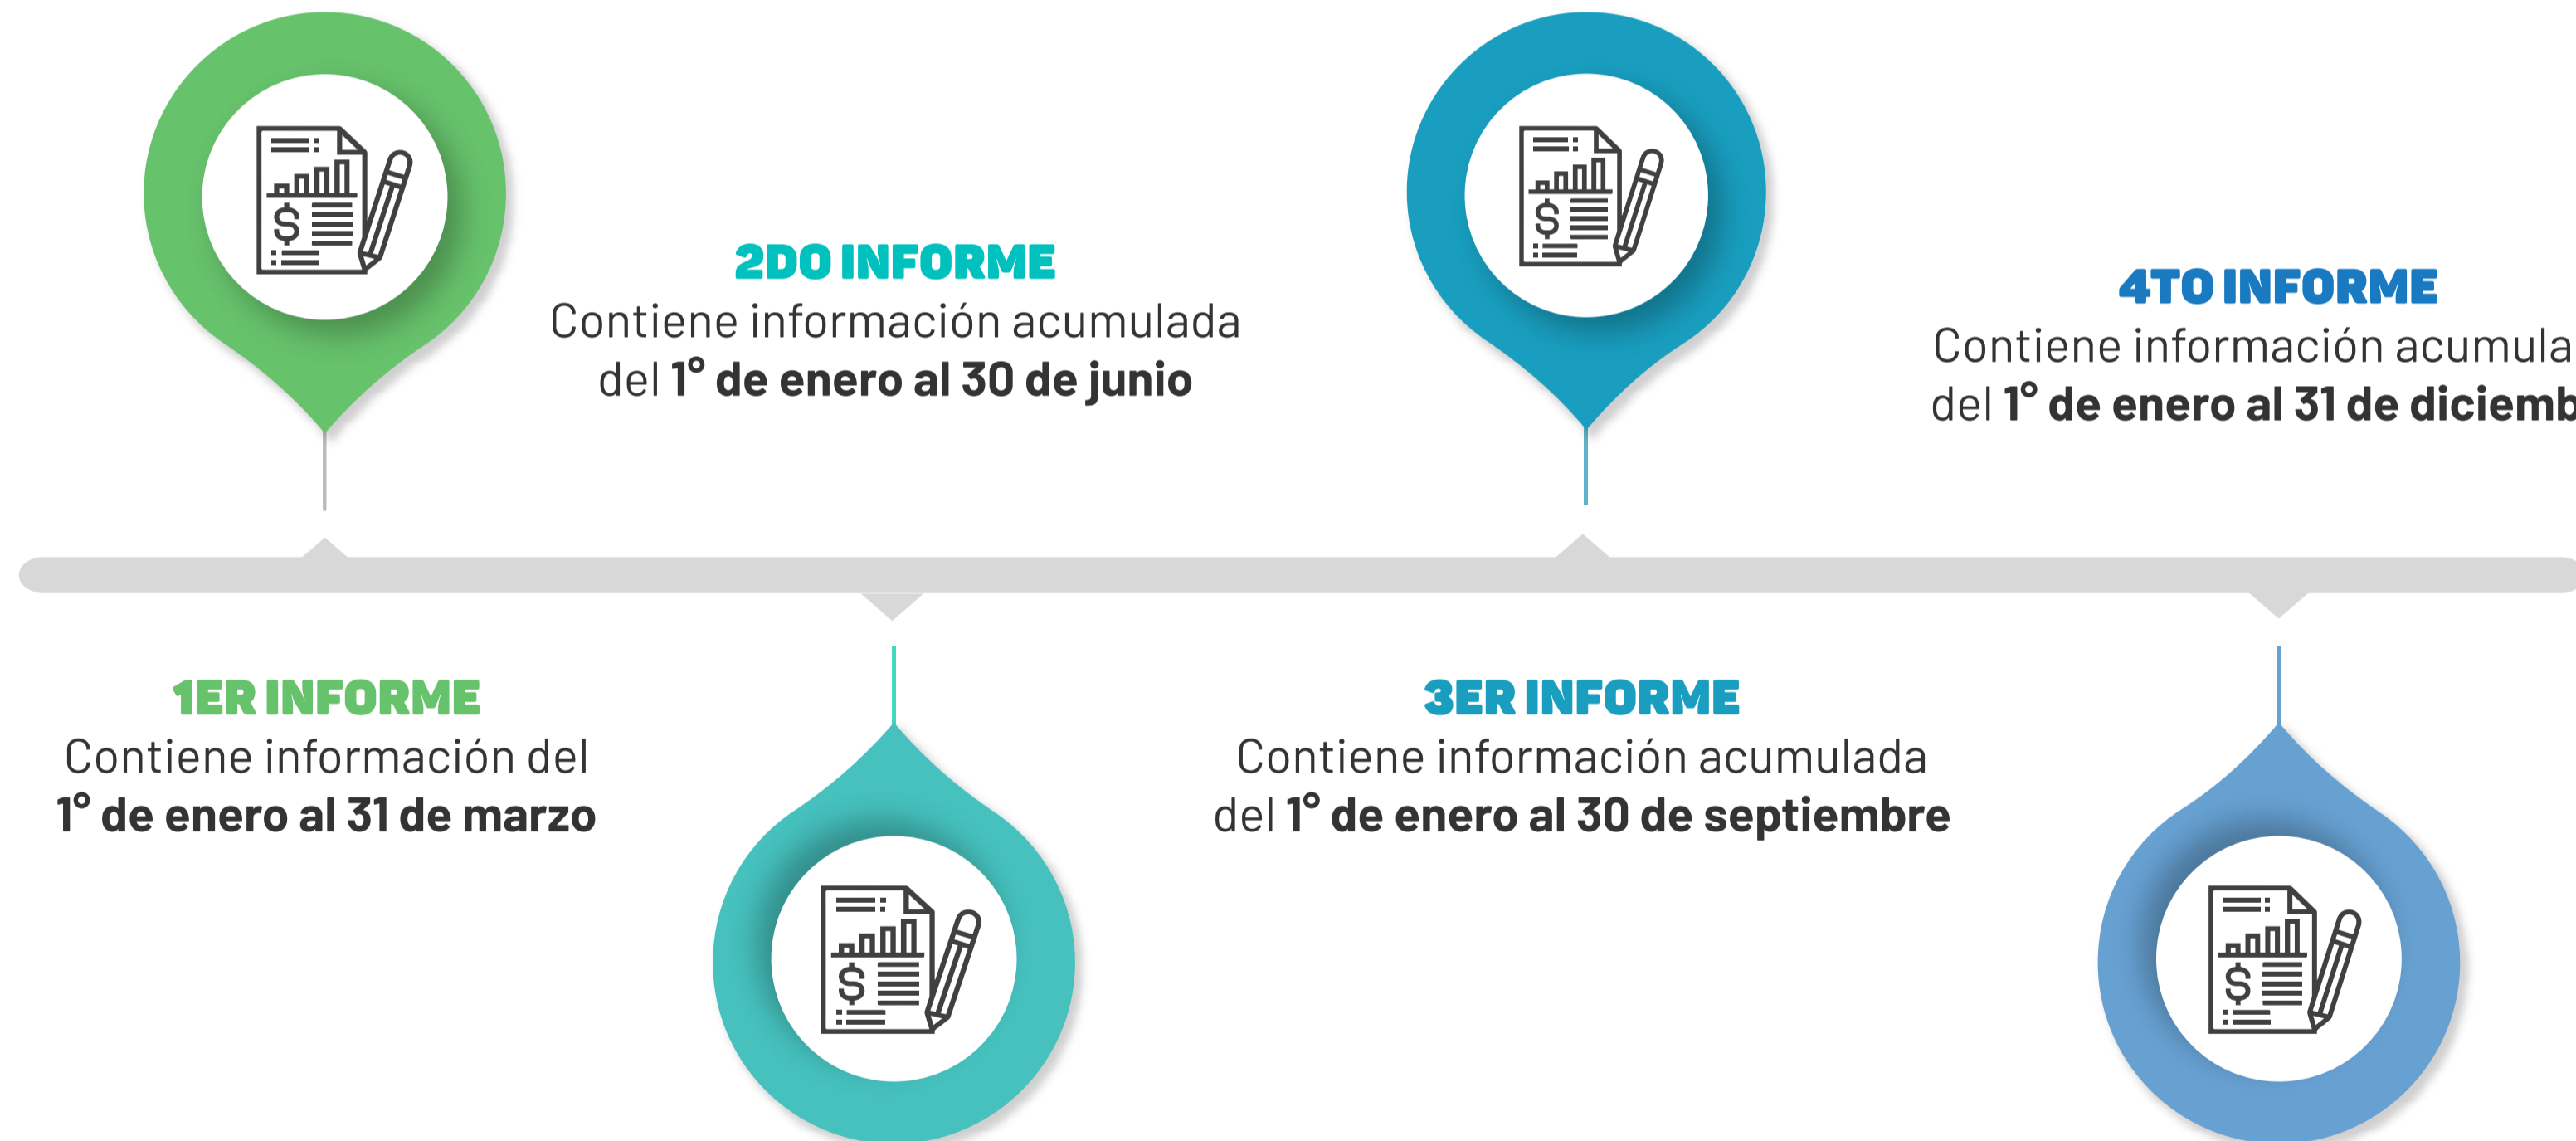 1ER INFORME
Contiene información del
1° de enero al 31 de marzo
2DO INFORME
Contiene información acumulada
del 1° de enero al 30 de junio
3ER INFORME
Contiene información acumulada
del 1° de enero al 30 de septiembre
4TO INFORME
Contiene información acumula
del 1° de enero al 31 de diciemb